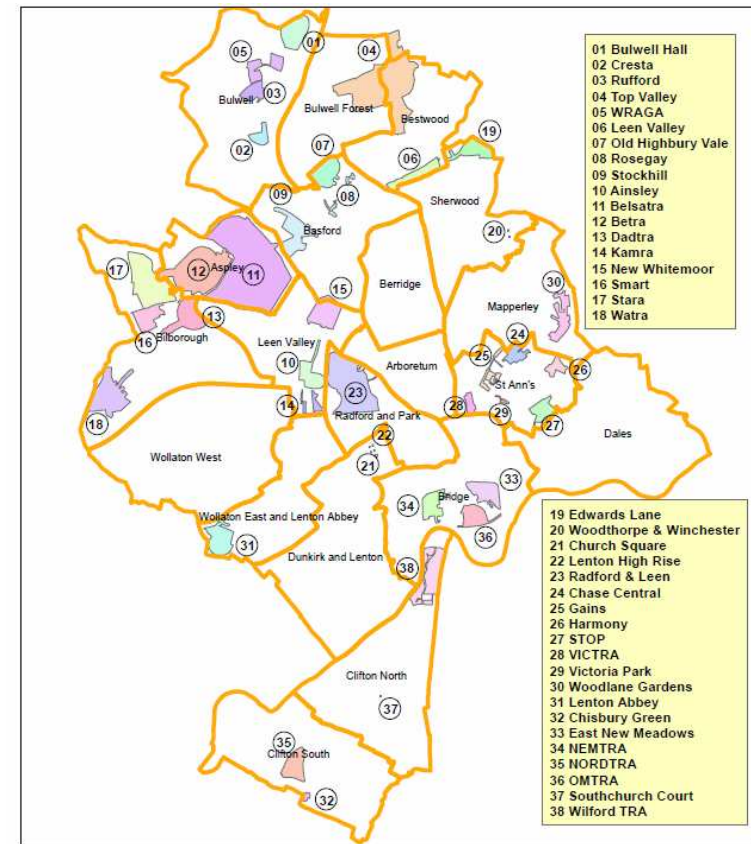 01 Bulwell Hall
02 Cresta
03 Rufford
04 Top Valley
05 WRAGA
06 Leen Valley
07 Old Highbury Vale
08 Rosegay
09 Stockhill
10 Ainsley
11 Belsatra
12 Betra
13 Dadtra
14 Kamra
15 New Whitemoor
16 Smart
17 Stara
18 Watra
01
04
05
03
Bulwell
Bulwell Forest
Bestwood
02
07
06
19
08
09
Sherwood
20
Basford
17
12
Aspley
11
Berridge
15
30
Mapperley
13
16
Bilborough
Leen Valley
24
25
10
Arboretum
26
St Ann's
23
14
28
29
18
Radford and Park
27
22
Dales
Wollaton West
21
33
34
Bridge
Wollaton East and Lenton Abbey
36
31
Dunkirk and Lenton
38
Clifton North
37
35
Clifton South
32
19 Edwards Lane
20 Woodthorpe & Winchester
21 Church Square
22 Lenton High Rise
23 Radford & Leen
24 Chase Central
25 Gains
26 Harmony
27 STOP
28 VICTRA
29 Victoria Park
30 Woodlane Gardens
31 Lenton Abbey
32 Chisbury Green
33 East New Meadows
34 NEMTRA
35 NORDTRA
36 OMTRA
37 Southchurch Court
38 Wilford TRA